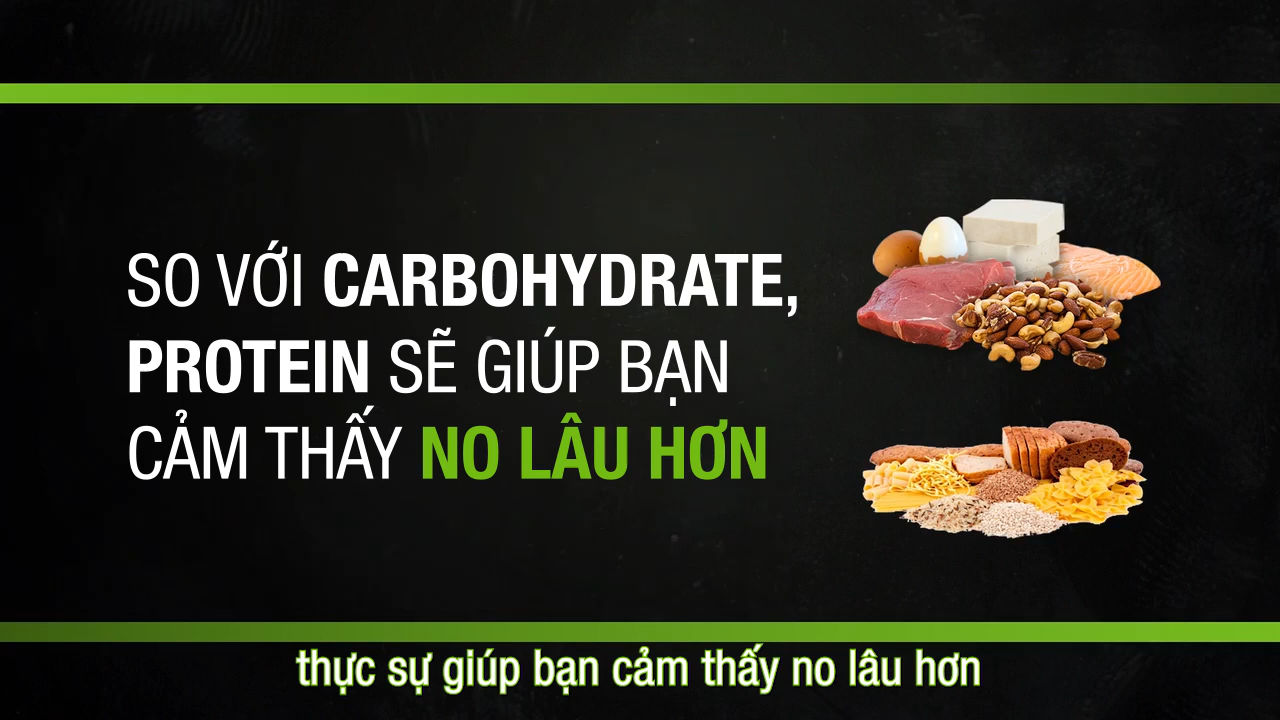 SO VỚI CARBOHYDRATE,
PROTEIN SẼ GIÚP BẠN
CẢM THẤY NO LÂU HƠN
thực sự giúp bạn cảm thấy no lâu hơn